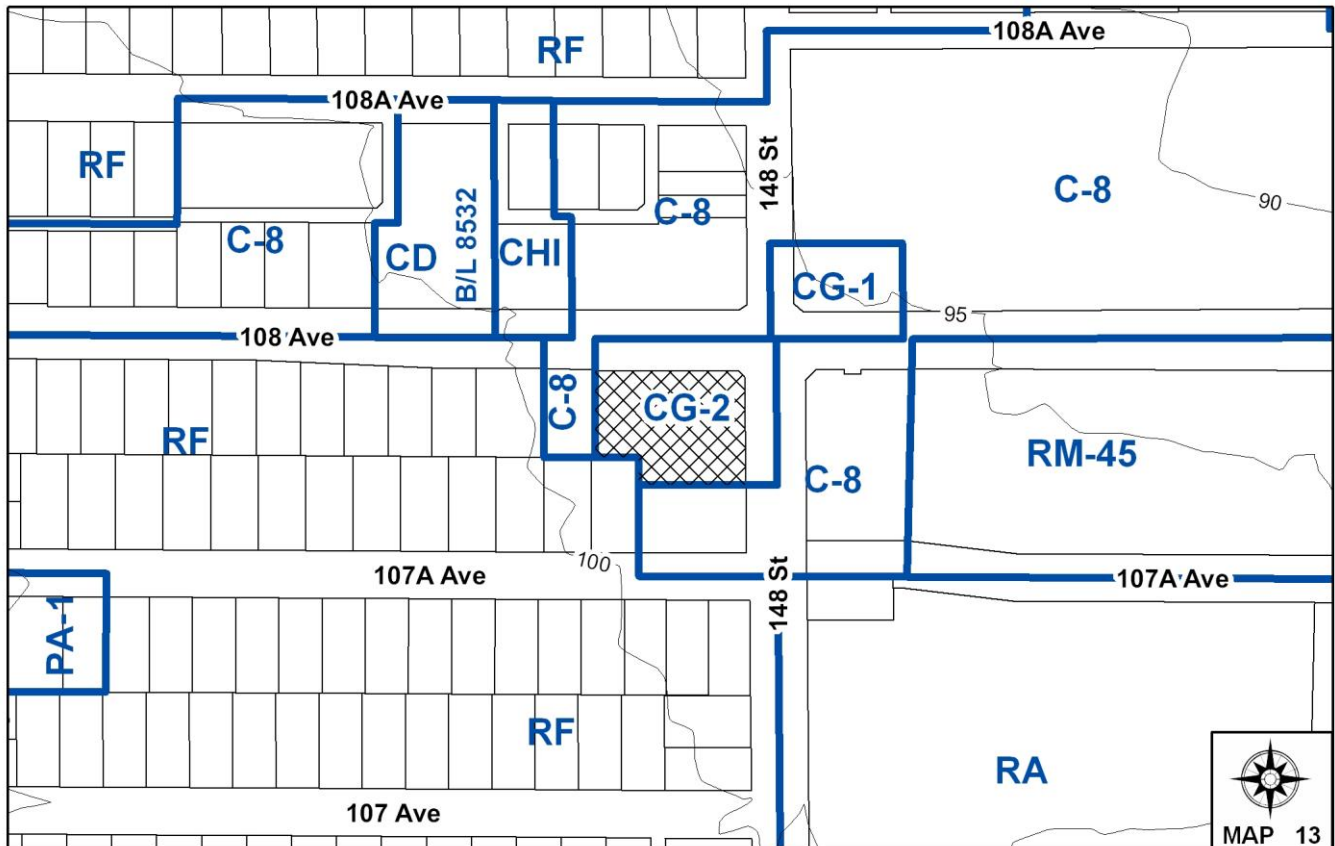 RF
108A Ave
108A Ave
RF
148 St
C-8
C-8
90
C-8
CD
B/L 8532
CHI
CG-1
95
108 Ave
C-8
CG-2
RF
C-8
RM-45
100
107A Ave
148 St
107A Ave
PA-1
RF
RA
107 Ave
MAP 13